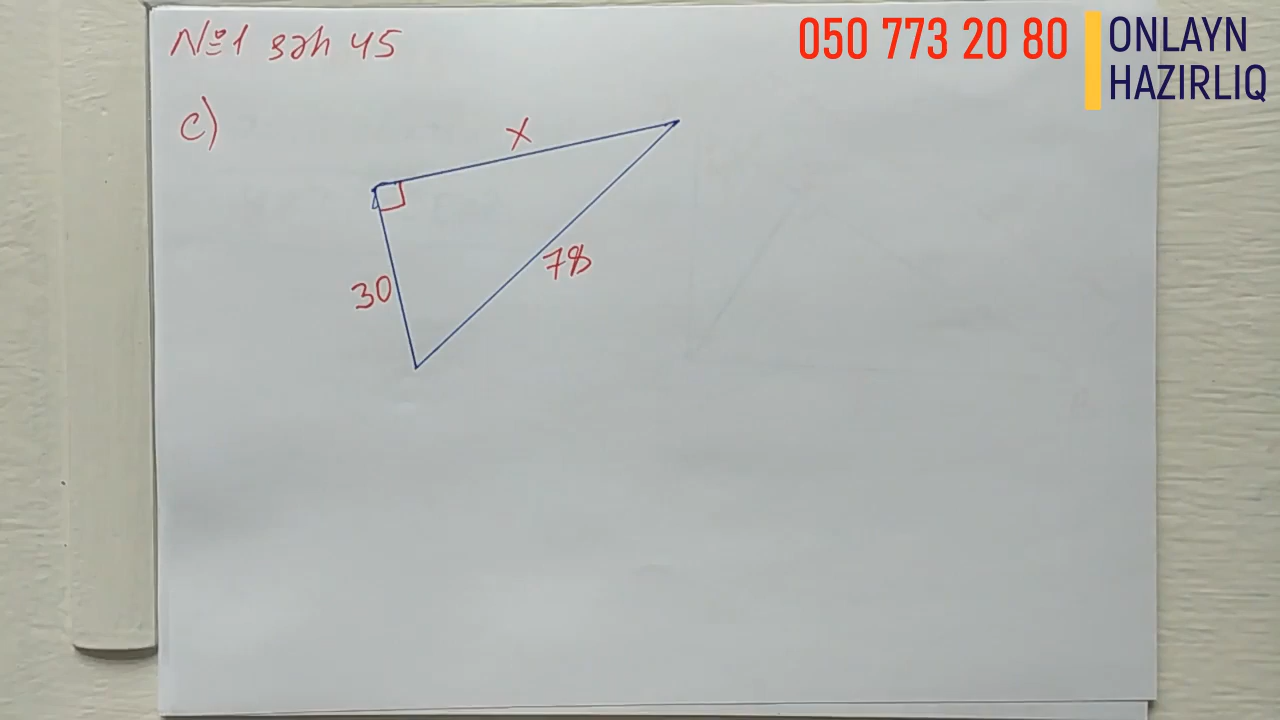 №1 səh 45
050 773 20 80
ONLAYN
HAZIRLIQ
c)
x
30
78